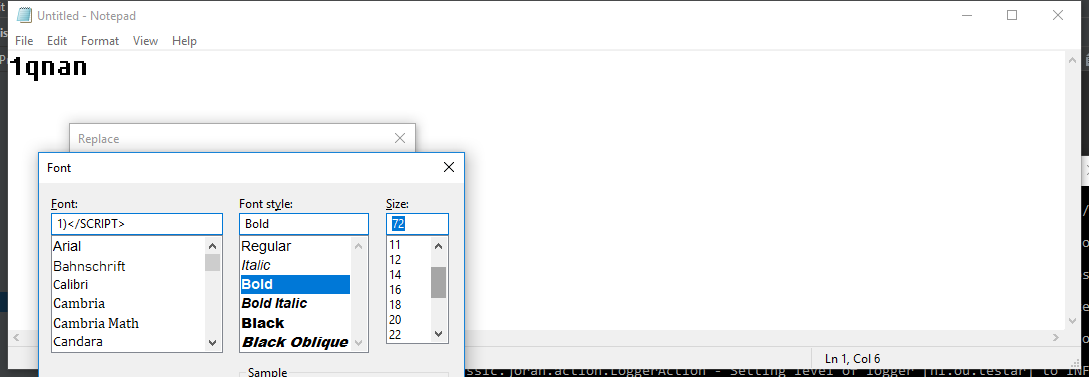 Untitled - Notepad
File Edit Format View Help
1qnan
Replace
Font
Font: Font style: Size:
1)</SCRIPT> Bold 72
Arial Regular 11
Bahnschrift Italic 12
Calibri Bold 14
Cambria Bold Italic 16
Cambria Math Black 18
Candara Black Oblique 20
22
Ln 1, Col 6
Sample
ssic.joran.action.LoggerAction - Setting level of logger [nl.ou.testar] to INF